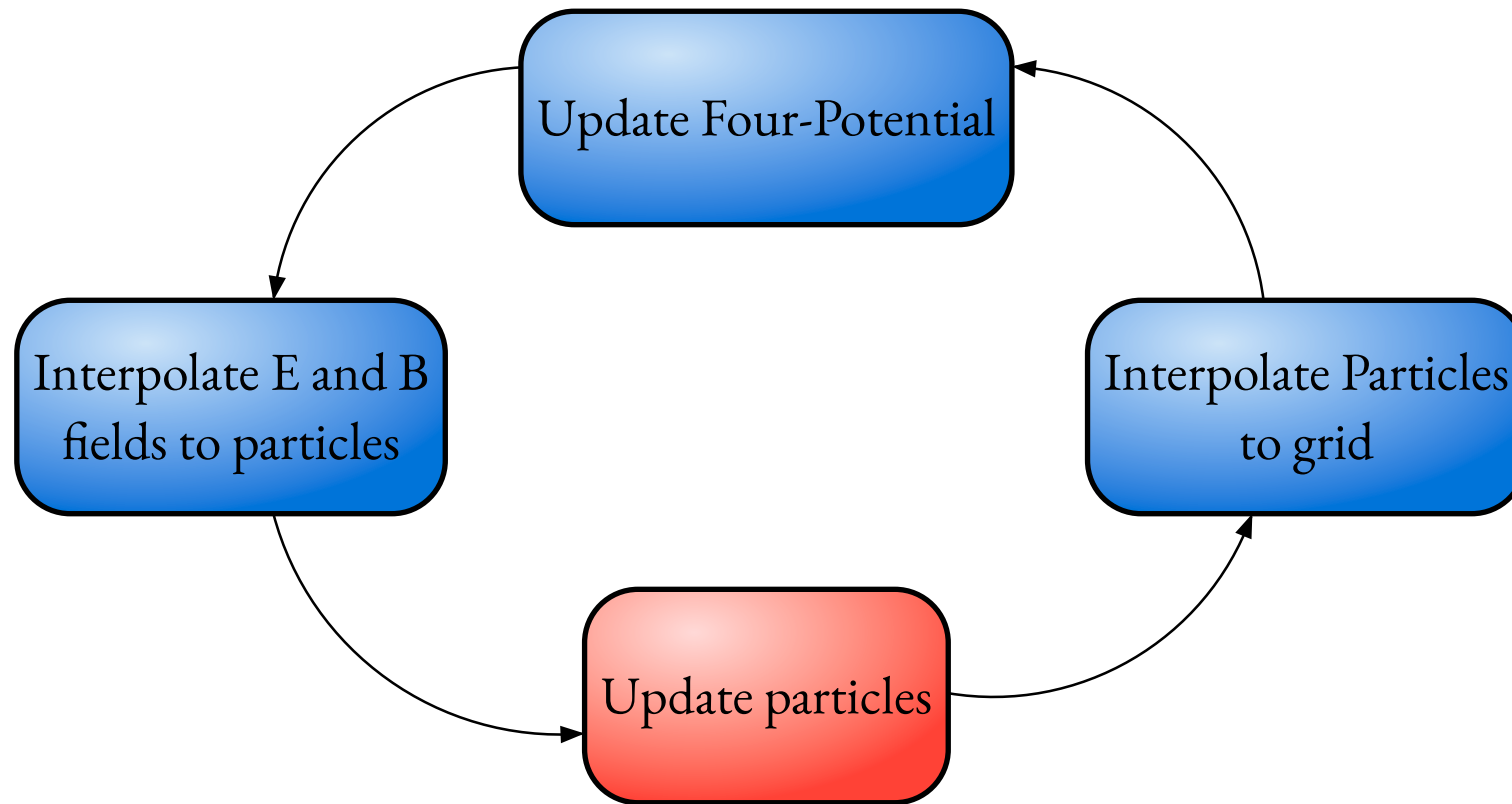 Update Four-Potential
Interpolate E and B
fields to particles
Interpolate Particles
to grid
Update particles